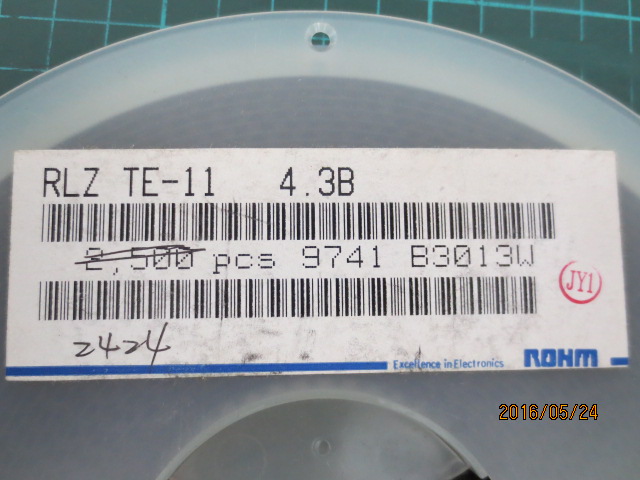 RLZ TE-11 4.3B
2,500 pcs 9741 B3013W
JY1
2424
Excellence in Electronics ROHM
2016/05/24